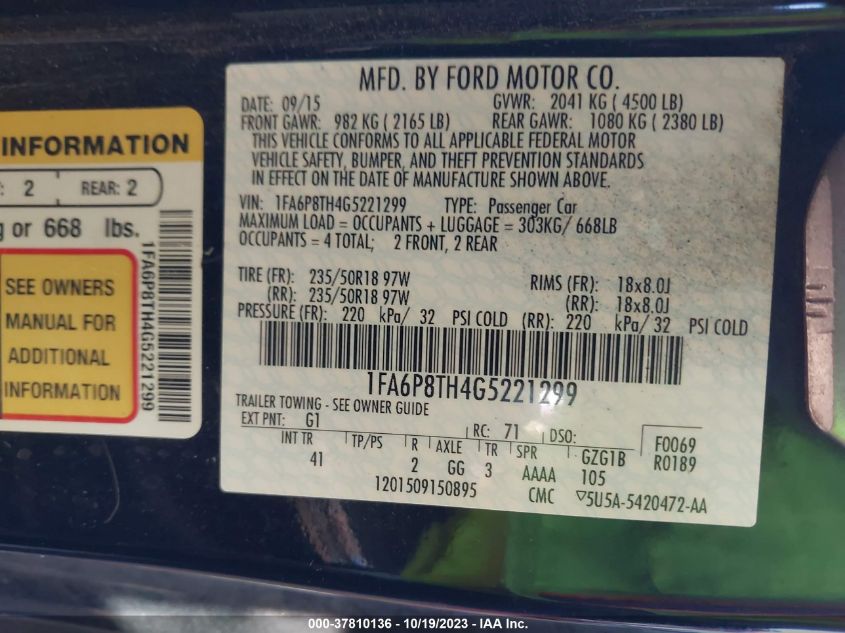 INFORMATION
: 2 REAR: 2
g or 668 lbs.
SEE OWNERS
MANUAL FOR
ADDITIONAL
INFORMATION
1FA6P8TH4G5221299
MFD. BY FORD MOTOR CO.
DATE: 09/15 GVWR: 2041 KG ( 4500 LB)
FRONT GAWR: 982 KG ( 2165 LB) REAR GAWR: 1080 KG ( 2380 LB)
THIS VEHICLE CONFORMS TO ALL APPLICABLE FEDERAL MOTOR
VEHICLE SAFETY, BUMPER, AND THEFT PREVENTION STANDARDS
IN EFFECT ON THE DATE OF MANUFACTURE SHOWN ABOVE.
VIN: 1FA6P8TH4G5221299 TYPE: Passenger Car
MAXIMUM LOAD = OCCUPANTS + LUGGAGE = 303KG/ 668LB
OCCUPANTS = 4 TOTAL; 2 FRONT, 2 REAR
TIRE (FR): 235/50R18 97W RIMS (FR): 18x8.0J
(RR): 235/50R18 97W (RR): 18x8.0J
PRESSURE (FR): 220 kPa/ 32 PSI COLD (RR): 220 kPa/ 32 PSI COLD
1FA6P8TH4G5221299
TRAILER TOWING - SEE OWNER GUIDE
EXT PNT: G1 RC: 71 DSO: F0069
INT TR TP/PS R AXLE TR SPR GZG1B R0189
41 2 GG 3 AAAA 105
1201509150895 CMC ▽5U5A-5420472-AA
000-37810136 - 10/19/2023 - IAA Inc.